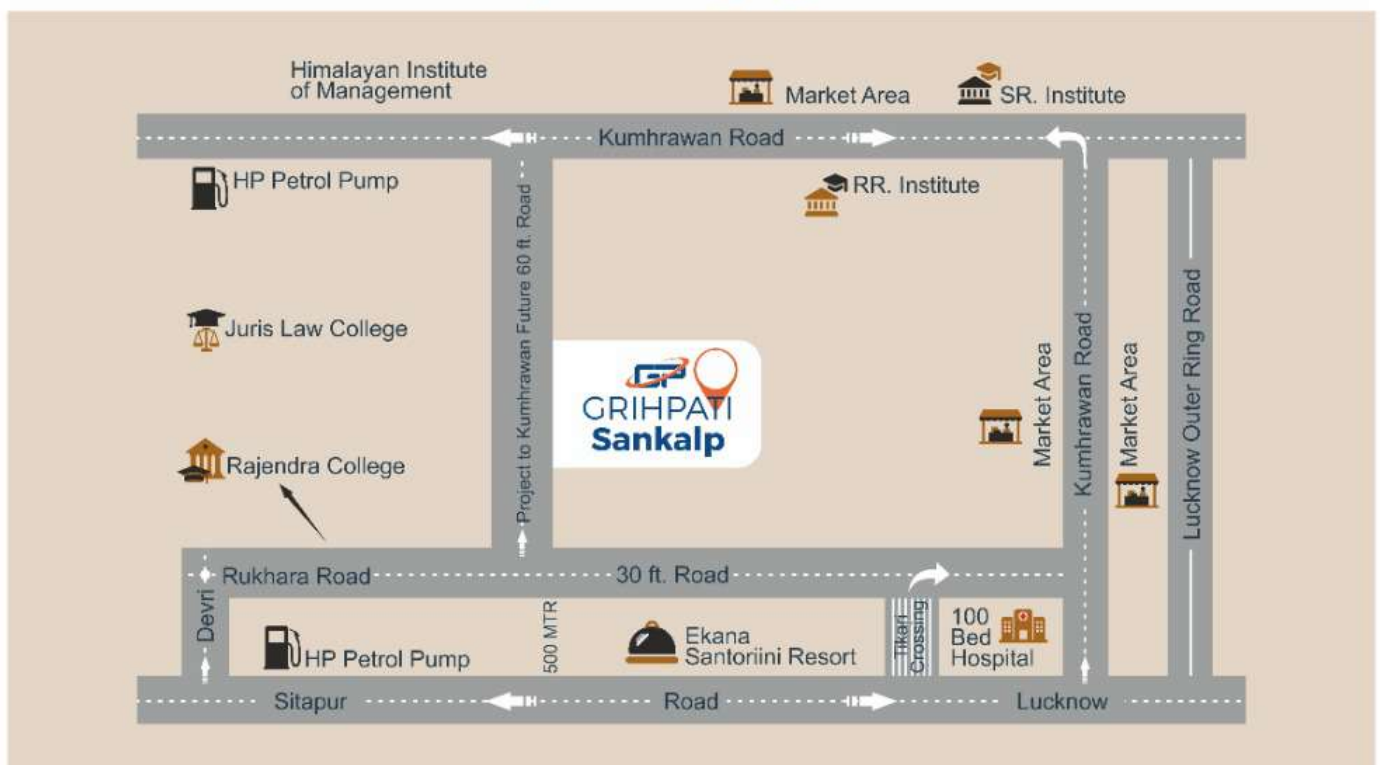 Himalayan Institute
of Management
Market Area
SR. Institute
Kumhrawan Road
HP Petrol Pump
RR. Institute
Project to Kumhrawan Future 60 ft. Road
Juris Law College
GP
GRIHPATI
Sankalp
Market Area
Kumhrawan Road
Market Area
Lucknow Outer Ring Road
Rajendra College
Rukhara Road
30 ft. Road
Devri
HP Petrol Pump
500 MTR
Ekana
Santoriini Resort
Tikari
Crossing
100
Bed
Hospital
Sitapur
Road
Lucknow